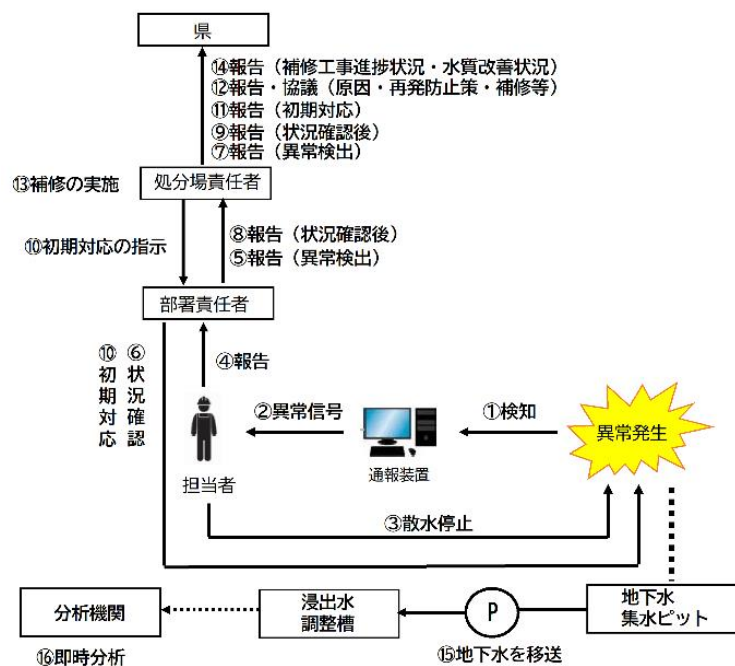 県
⑭報告（補修工事進捗状況・水質改善状況）
⑫報告・協議（原因・再発防止策・補修等）
⑪報告（初期対応）
⑨報告（状況確認後）
⑦報告（異常検出）
⑬補修の実施
処分場責任者
⑩初期対応の指示
⑧報告（状況確認後）
⑤報告（異常検出）
部署責任者
⑥状況確認
⑩初期対応
④報告
②異常信号
①検知
異常発生
担当者
通報装置
③散水停止
分析機関
浸出水
調整槽
P
地下水
集水ピット
⑯即時分析
⑮地下水を移送